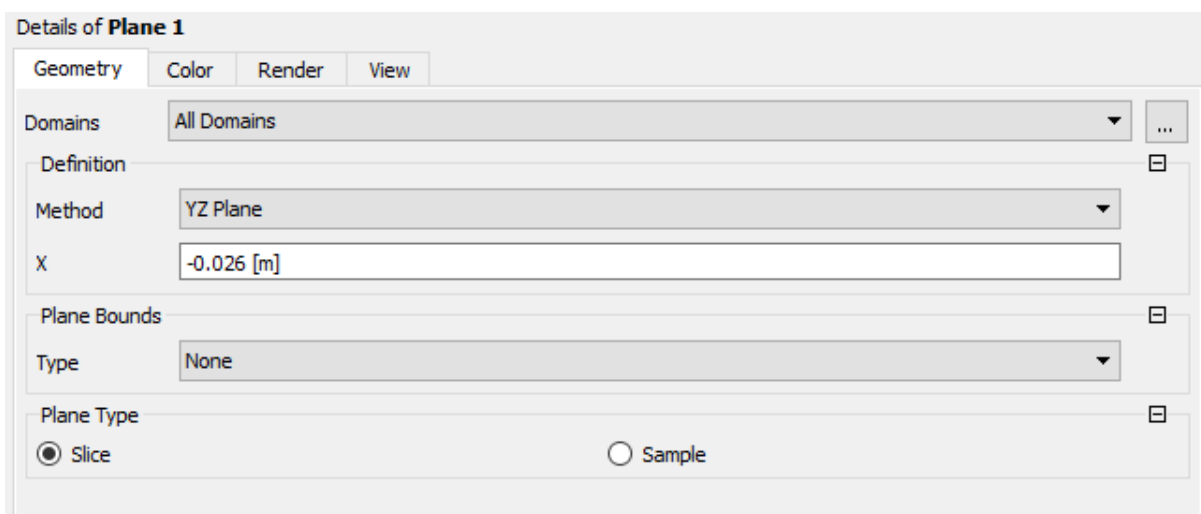 Details of Plane 1
Geometry Color Render View
Domains All Domains ...
Definition
Method YZ Plane
X -0.026 [m]
Plane Bounds
Type None
Plane Type
Slice Sample